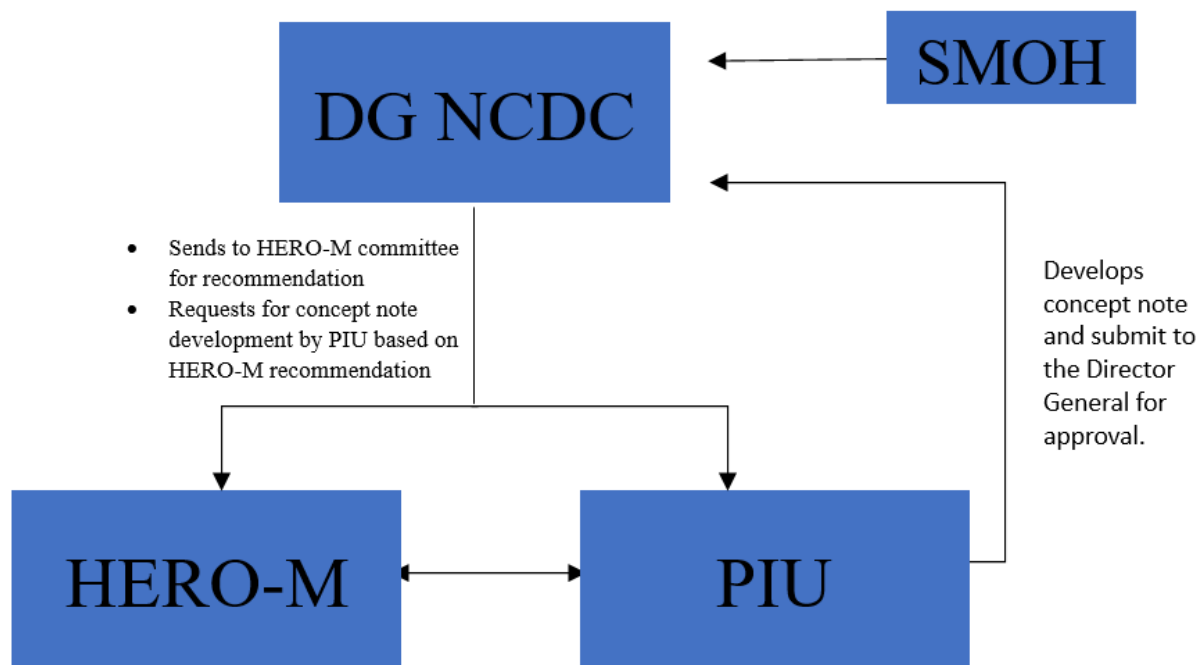 SMOH
DG NCDC
• Sends to HERO-M committee
for recommendation
• Requests for concept note
development by PIU based on
HERO-M recommendation
Develops
concept note
and submit to
the Director
General for
approval.
HERO-M
PIU